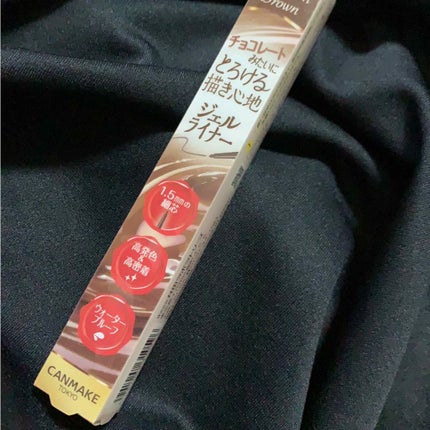 Brown
チョコレート
みたいに
とろける
描き心地
ジェル
ライナー
1.5mmの
細芯
高発色
&
高密着
ウォーター
プルーフ
CANMAKE
TOKYO